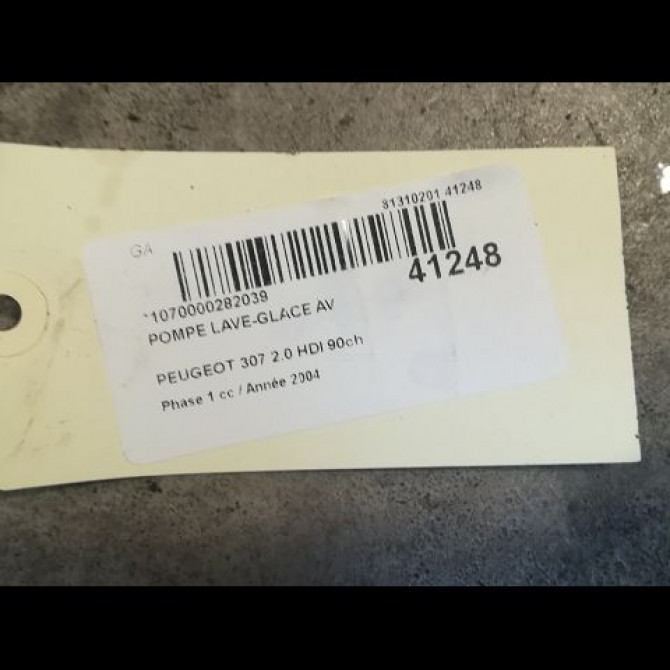 GA
81310201 41248
41248
1070000282039
POMPE LAVE-GLACE AV
PEUGEOT 307 2.0 HDI 90ch
Phase 1 cc / Année 2004